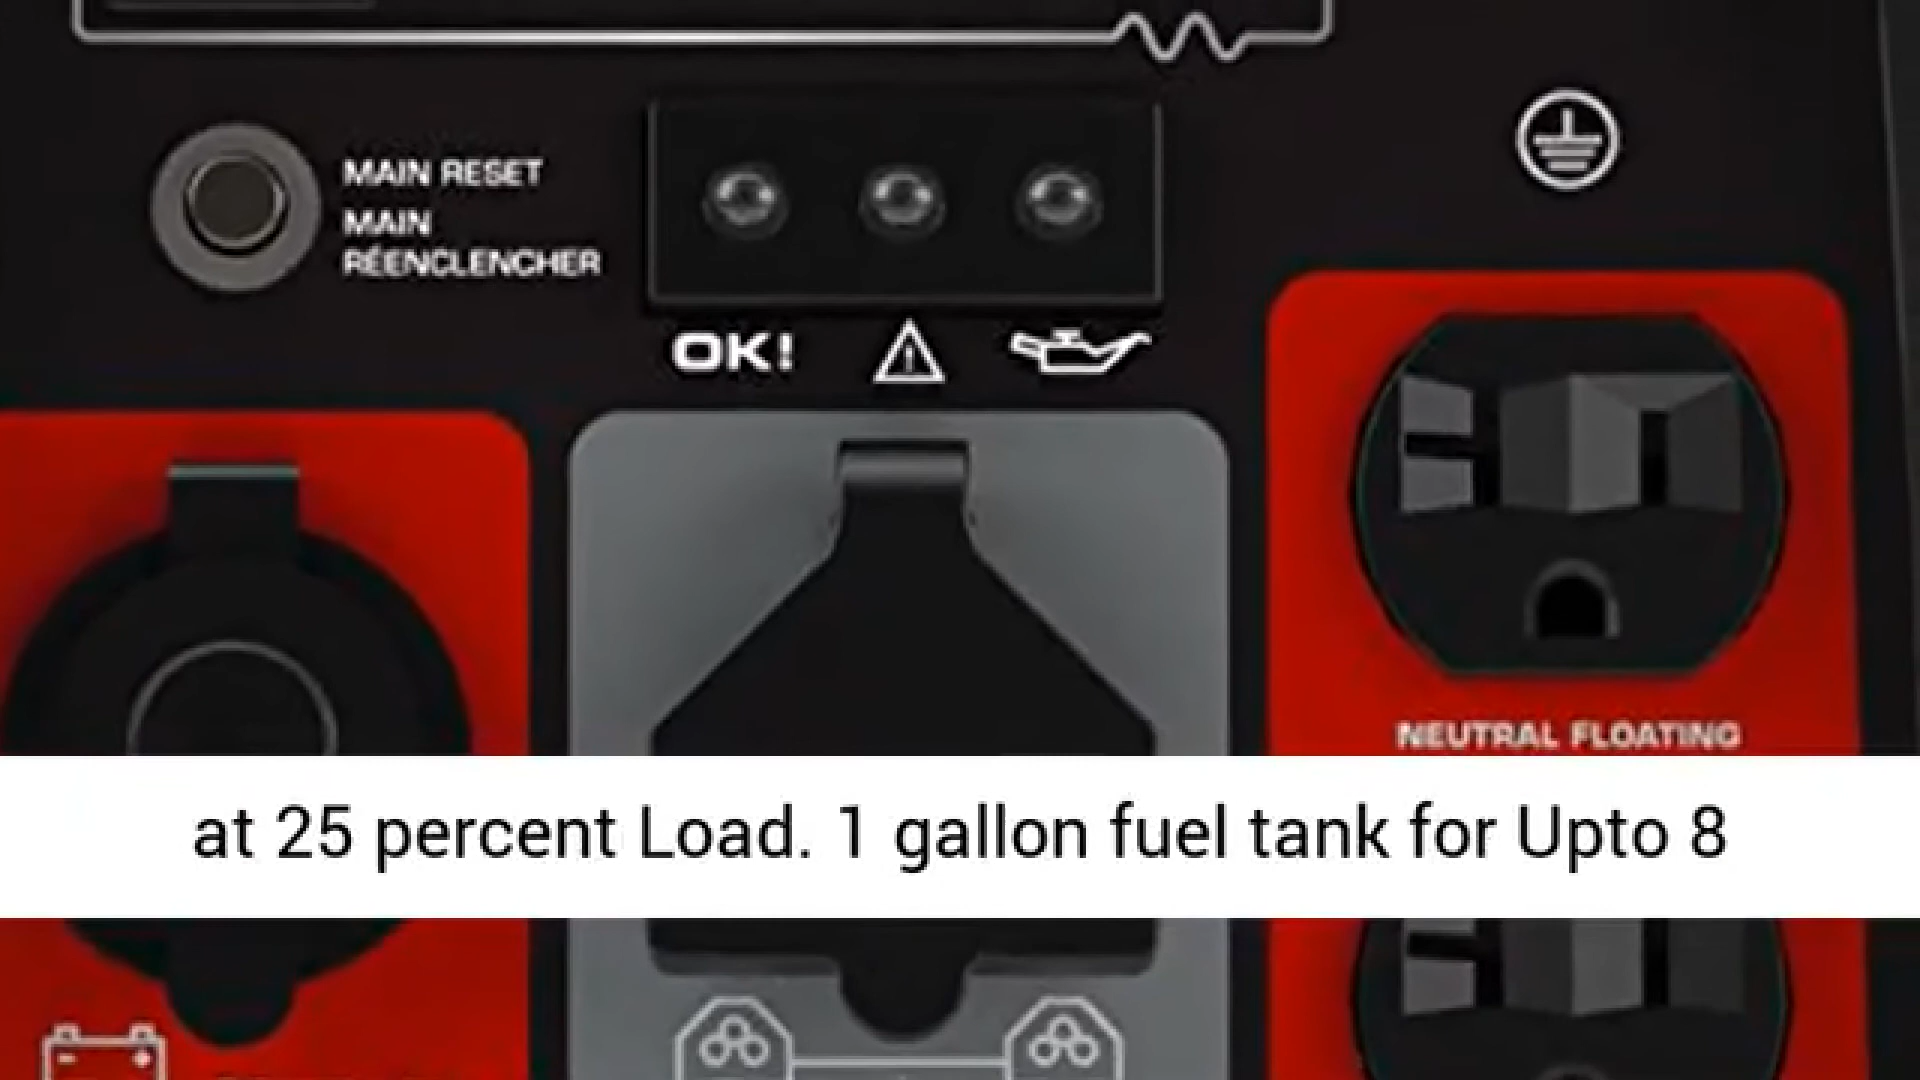 MAIN RESET
MAIN
RÉENCLENCHER
OK!
NEUTRAL FLOATING
at 25 percent Load. 1 gallon fuel tank for Upto 8